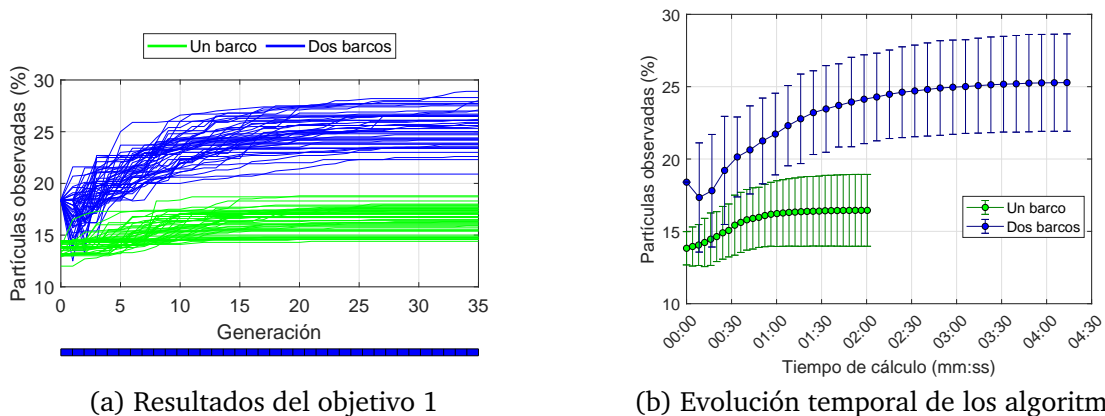 Un barco Dos barcos
Partículas observadas (%)
30
25
20
15
10
0 5 10 15 20 25 30 35
Generación
(a) Resultados del objetivo 1
Partículas observadas (%)
30
25
20
15
10
Un barco
Dos barcos
00:00 00:30 01:00 01:30 02:00 02:30 03:00 03:30 04:00 04:30
Tiempo de cálculo (mm:ss)
(b) Evolución temporal de los algoritm